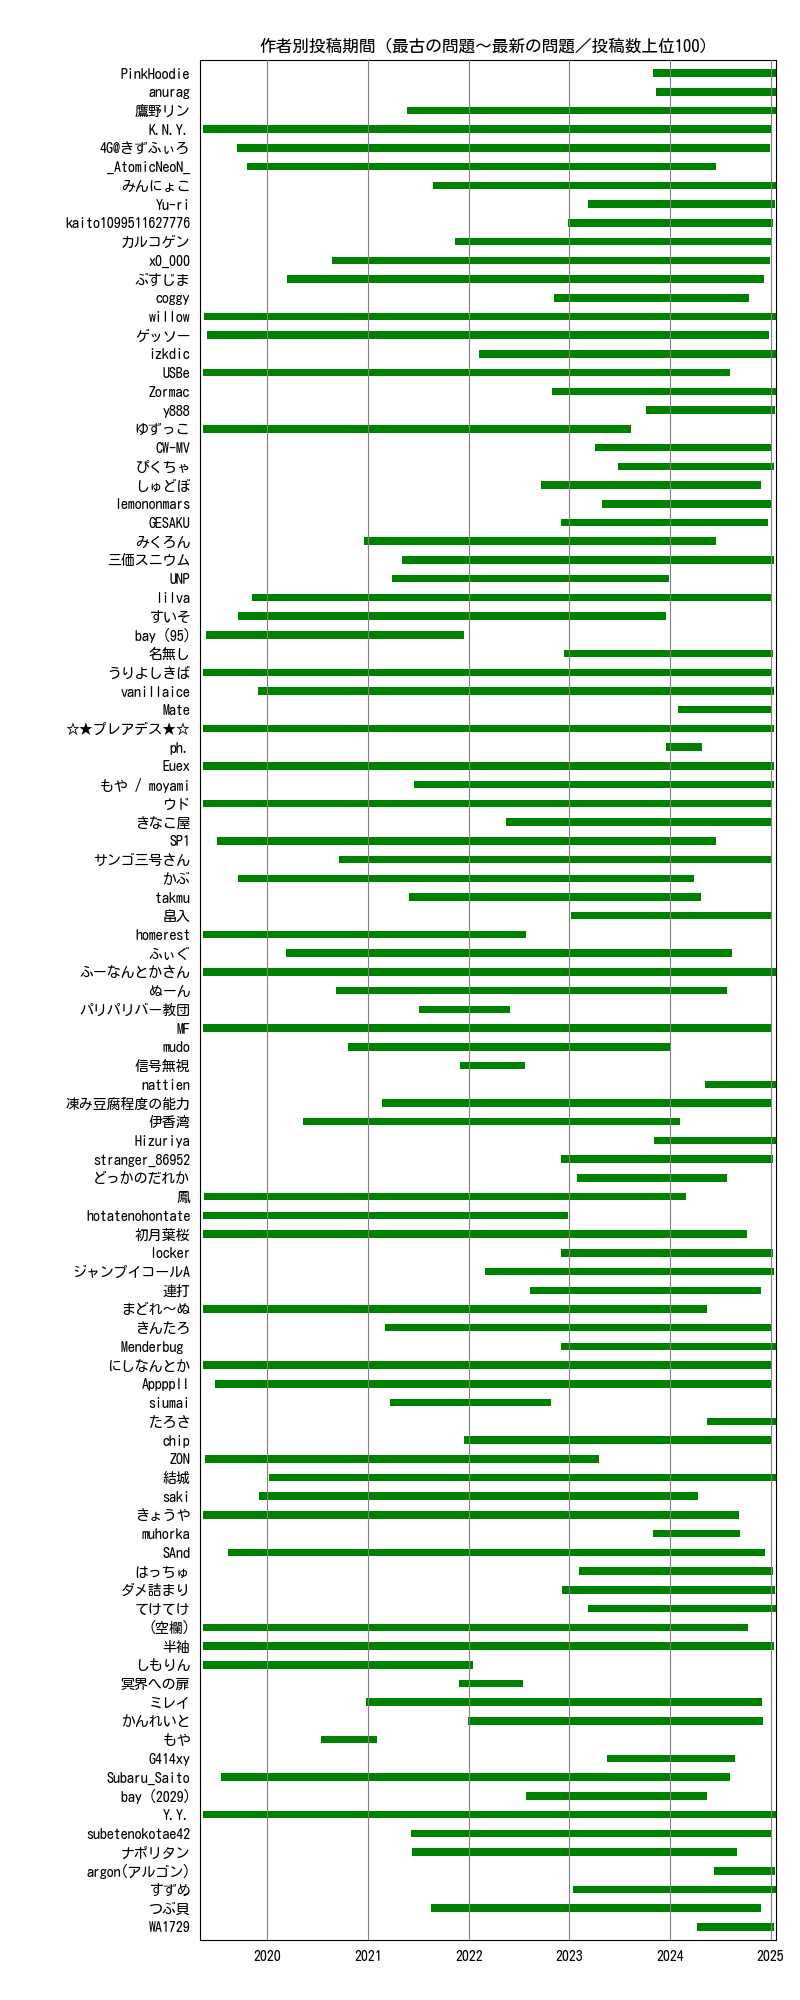 作者別投稿期間（最古の問題～最新の問題／投稿数上位100）
PinkHoodie
anurag
鷹野リン
K.N.Y.
4G@きずふぃろ
_AtomicNeoN_
みんにょこ
Yu-ri
kaito1099511627776
カルコゲン
x0_000
ぶすじま
coggy
willow
ゲッソー
izkdic
USBe
Zormac
y888
ゆずっこ
CW-MV
ぴくちゃ
しゅどぼ
lemononmars
GESAKU
みくろん
三価スニウム
UNP
lilva
すいそ
bay (95)
名無し
うりよしきば
vanillaice
Mate
☆★プレアデス★☆
ph.
Euex
もや / moyami
ウド
きなこ屋
SP1
サンゴ三号さん
かぶ
takmu
畠入
homerest
ふぃぐ
ふーなんとかさん
ぬーん
パリパリバー教団
MF
mudo
信号無視
nattien
凍み豆腐程度の能力
伊香湾
Hizuriya
stranger_86952
どっかのだれか
鳳
hotatenohontate
初月葉桜
locker
ジャンプイコールA
連打
まどれ～ぬ
きんたろ
Menderbug
にしなんとか
Appppll
siumai
たろさ
chip
ZON
結城
saki
きょうや
muhorka
SAnd
はっちゅ
ダメ詰まり
てけてけ
(空欄)
半袖
しもりん
冥界への扉
ミレイ
かんれいと
もや
G414xy
Subaru_Saito
bay (2029)
Y.Y.
subetenokotae42
ナポリタン
argon(アルゴン)
すずめ
つぶ貝
WA1729
2020 2021 2022 2023 2024 2025